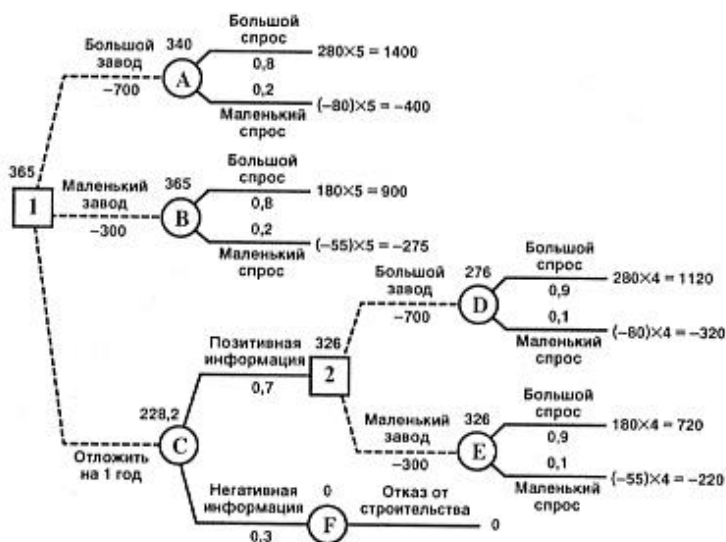 Большой
спрос
280×5 = 1400
Большой
завод
340
А
0,8
–700
0,2
Маленький
спрос
(–80)×5 = –400
365
1
Большой
спрос
180×5 = 900
Маленький
завод
365
В
0,8
–300
0,2
Маленький
спрос
(–55)×5 = –275
Большой
завод
276
D
Большой
спрос
280×4 = 1120
0,9
–700
0,1
Маленький
спрос
(–80)×4 = –320
Позитивная
информация
326
2
0,7
228,2
С
Отложить
на 1 год
Маленький
завод
326
Е
Большой
спрос
180×4 = 720
0,9
–300
0,1
Маленький
спрос
(–55)×4 = –220
Негативная
информация
0
F
Отказ от
строительства
0
0,3